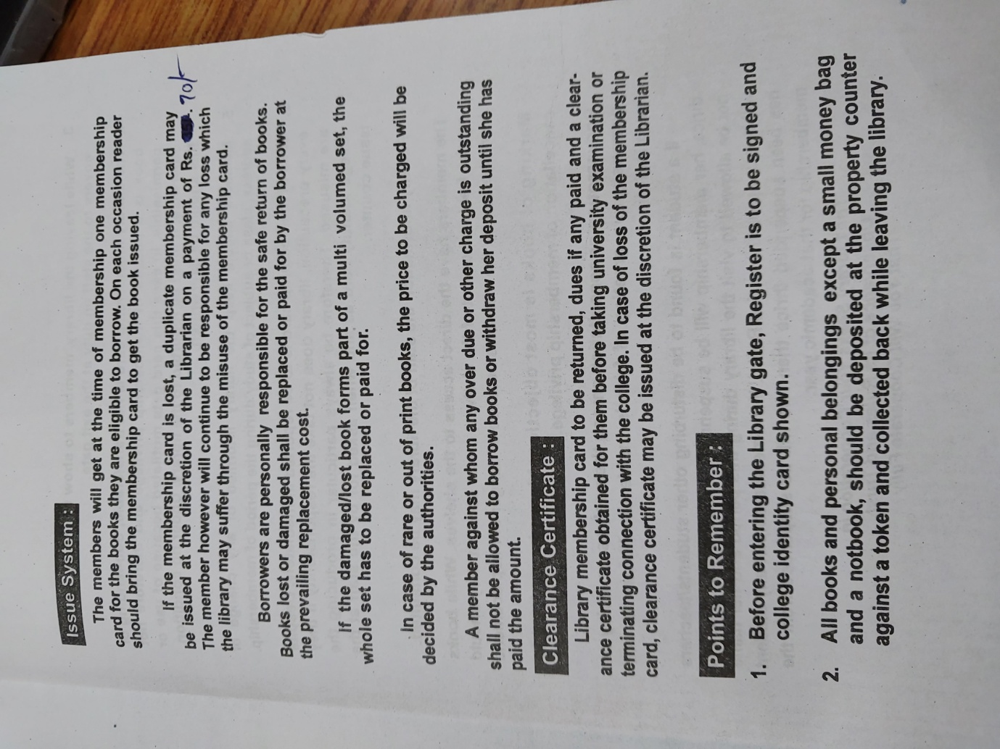 Issue System :
The members will get at the time of membership one membership
card for the books they are eligible to borrow. On each occasion reader
should bring the membership card to get the book issued.
If the membership card is lost, a duplicate membership card may
be issued at the discretion of the Librarian on a payment of Rs. 70/-
The member however will continue to be responsible for any loss which
the library may suffer through the misuse of the membership card.
Borrowers are personally responsible for the safe return of books.
Books lost or damaged shall be replaced or paid for by the borrower at
the prevailing replacement cost.
If the damaged/lost book forms part of a multi volumed set, the
whole set has to be replaced or paid for.
In case of rare or out of print books, the price to be charged will be
decided by the authorities.
A member against whom any over due or other charge is outstanding
shall not be allowed to borrow books or withdraw her deposit until she has
paid the amount.
Clearance Certificate :
Library membership card to be returned, dues if any paid and a clear-
ance certificate obtained for them before taking university examination or
terminating connection with the college. In case of loss of the membership
card, clearance certificate may be issued at the discretion of the Librarian.
Points to Remember :
1. Before entering the Library gate, Register is to be signed and
college identity card shown.
2. All books and personal belongings except a small money bag
and a notbook, should be deposited at the property counter
against a token and collected back while leaving the library.